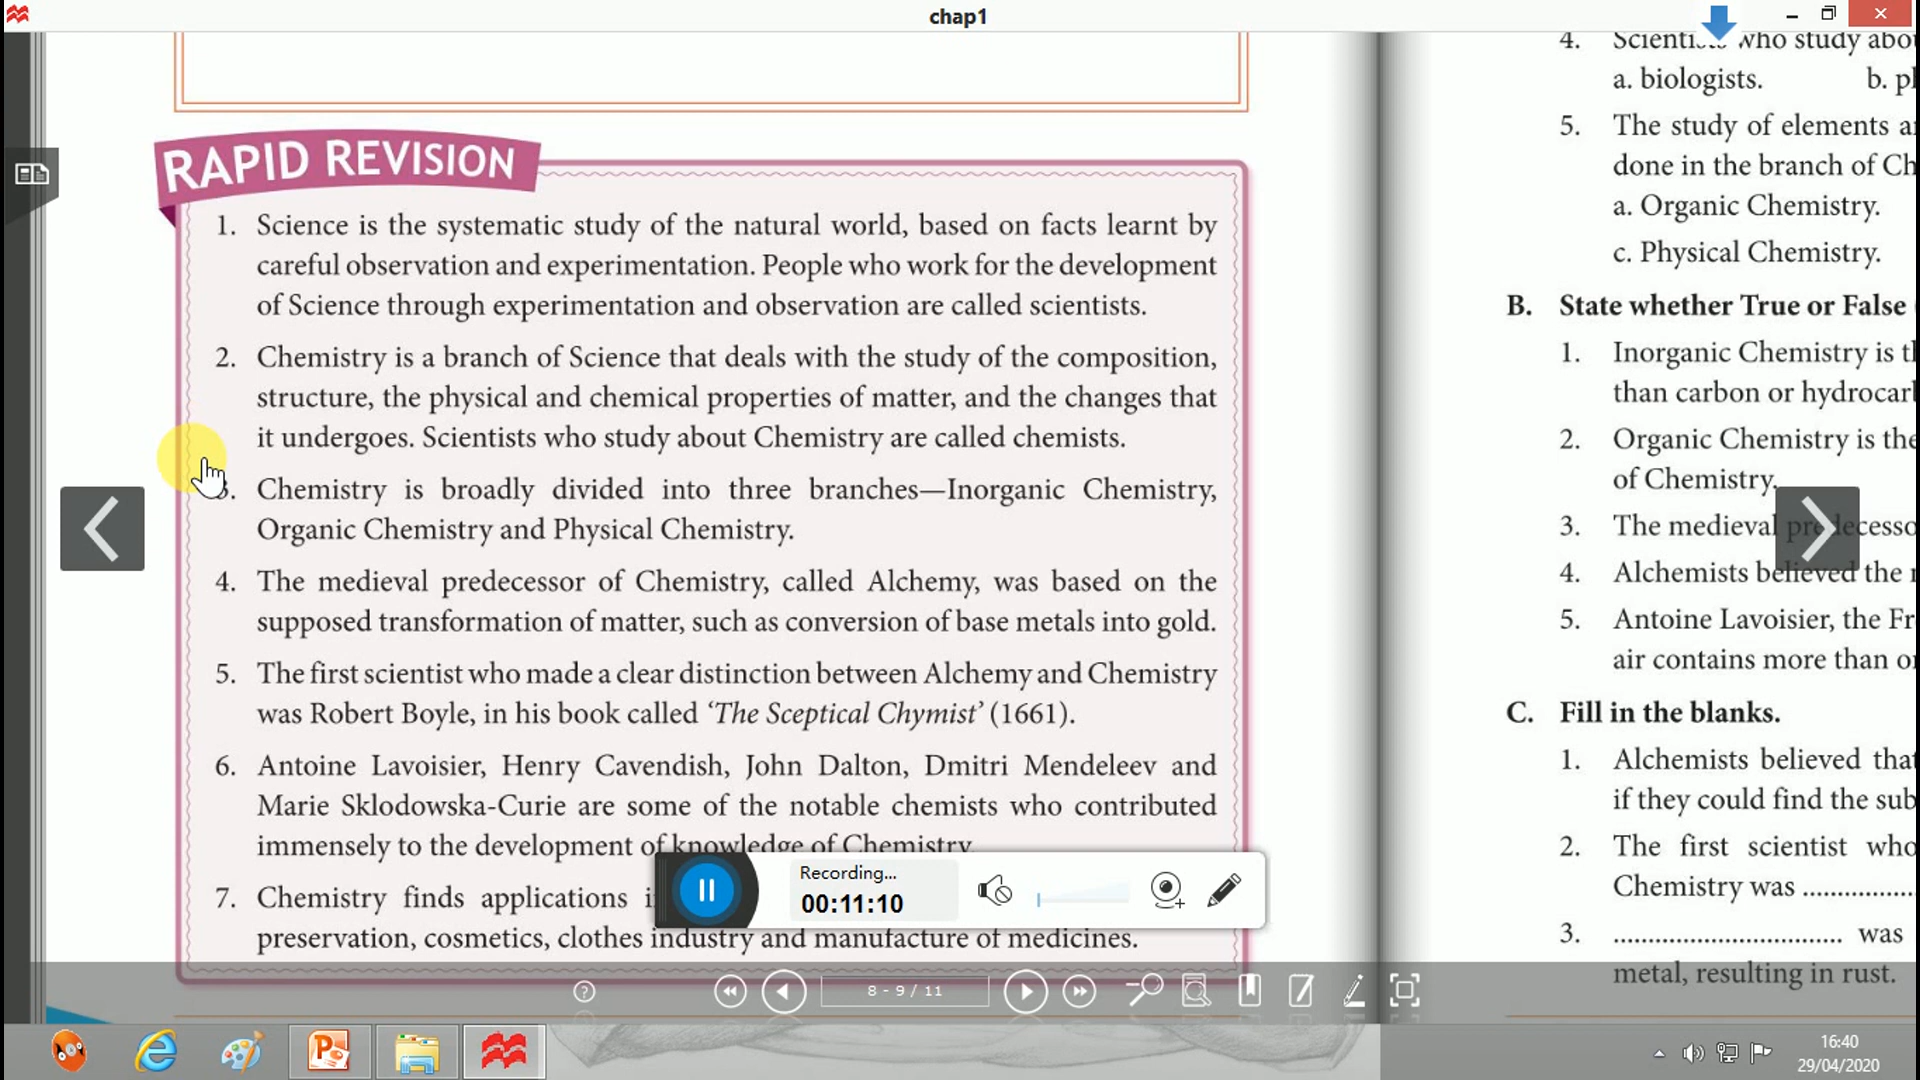 chap1
RAPID REVISION
1. Science is the systematic study of the natural world, based on facts learnt by
careful observation and experimentation. People who work for the development
of Science through experimentation and observation are called scientists.
2. Chemistry is a branch of Science that deals with the study of the composition,
structure, the physical and chemical properties of matter, and the changes that
it undergoes. Scientists who study about Chemistry are called chemists.
3. Chemistry is broadly divided into three branches—Inorganic Chemistry,
Organic Chemistry and Physical Chemistry.
4. The medieval predecessor of Chemistry, called Alchemy, was based on the
supposed transformation of matter, such as conversion of base metals into gold.
5. The first scientist who made a clear distinction between Alchemy and Chemistry
was Robert Boyle, in his book called ‘The Sceptical Chymist’ (1661).
6. Antoine Lavoisier, Henry Cavendish, John Dalton, Dmitri Mendeleev and
Marie Sklodowska-Curie are some of the notable chemists who contributed
immensely to the development of knowledge of Chemistry.
7. Chemistry finds applications
preservation, cosmetics, clothes industry and manufacture of medicines.
4. Scientists who study
a. biologists. b.
5. The study of elements
done in the branch of
a. Organic Chemistry.
c. Physical Chemistry.
B. State whether True or False
1. Inorganic Chemistry is
than carbon or
2. Organic Chemistry is the
of Chemistry.
3. The medieval
4. Alchemists believed the
5. Antoine Lavoisier, the
air contains more than
C. Fill in the blanks.
1. Alchemists believed
if they could find the
2. The first scientist who
Chemistry was ...............
3. ............................... was
metal, resulting in rust.
Recording...
00:11:10
8 - 9 / 11
16:40
29/04/2020